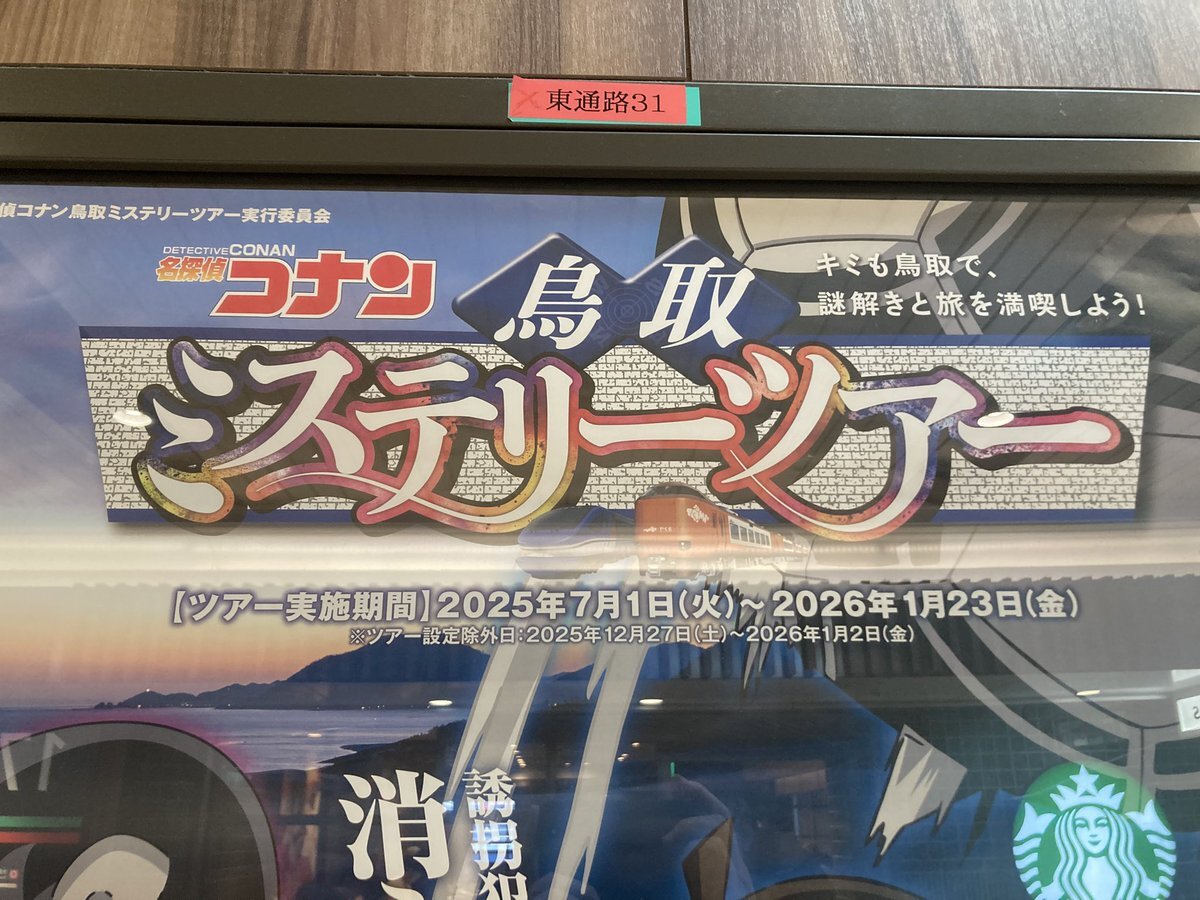 東通路31
偵コナン鳥取ミステリーツアー実行委員会
DETECTIVE CONAN
名探偵
コナン
鳥取
キミも鳥取で、
謎解きと旅を満喫しよう!
ミステリーツアー
【ツアー実施期間】2025年7月1日(火)~2026年1月23日(金)
※ツアー設定除外日:2025年12月27日(土)~2026年1月2日(金)
誘拐犯
消